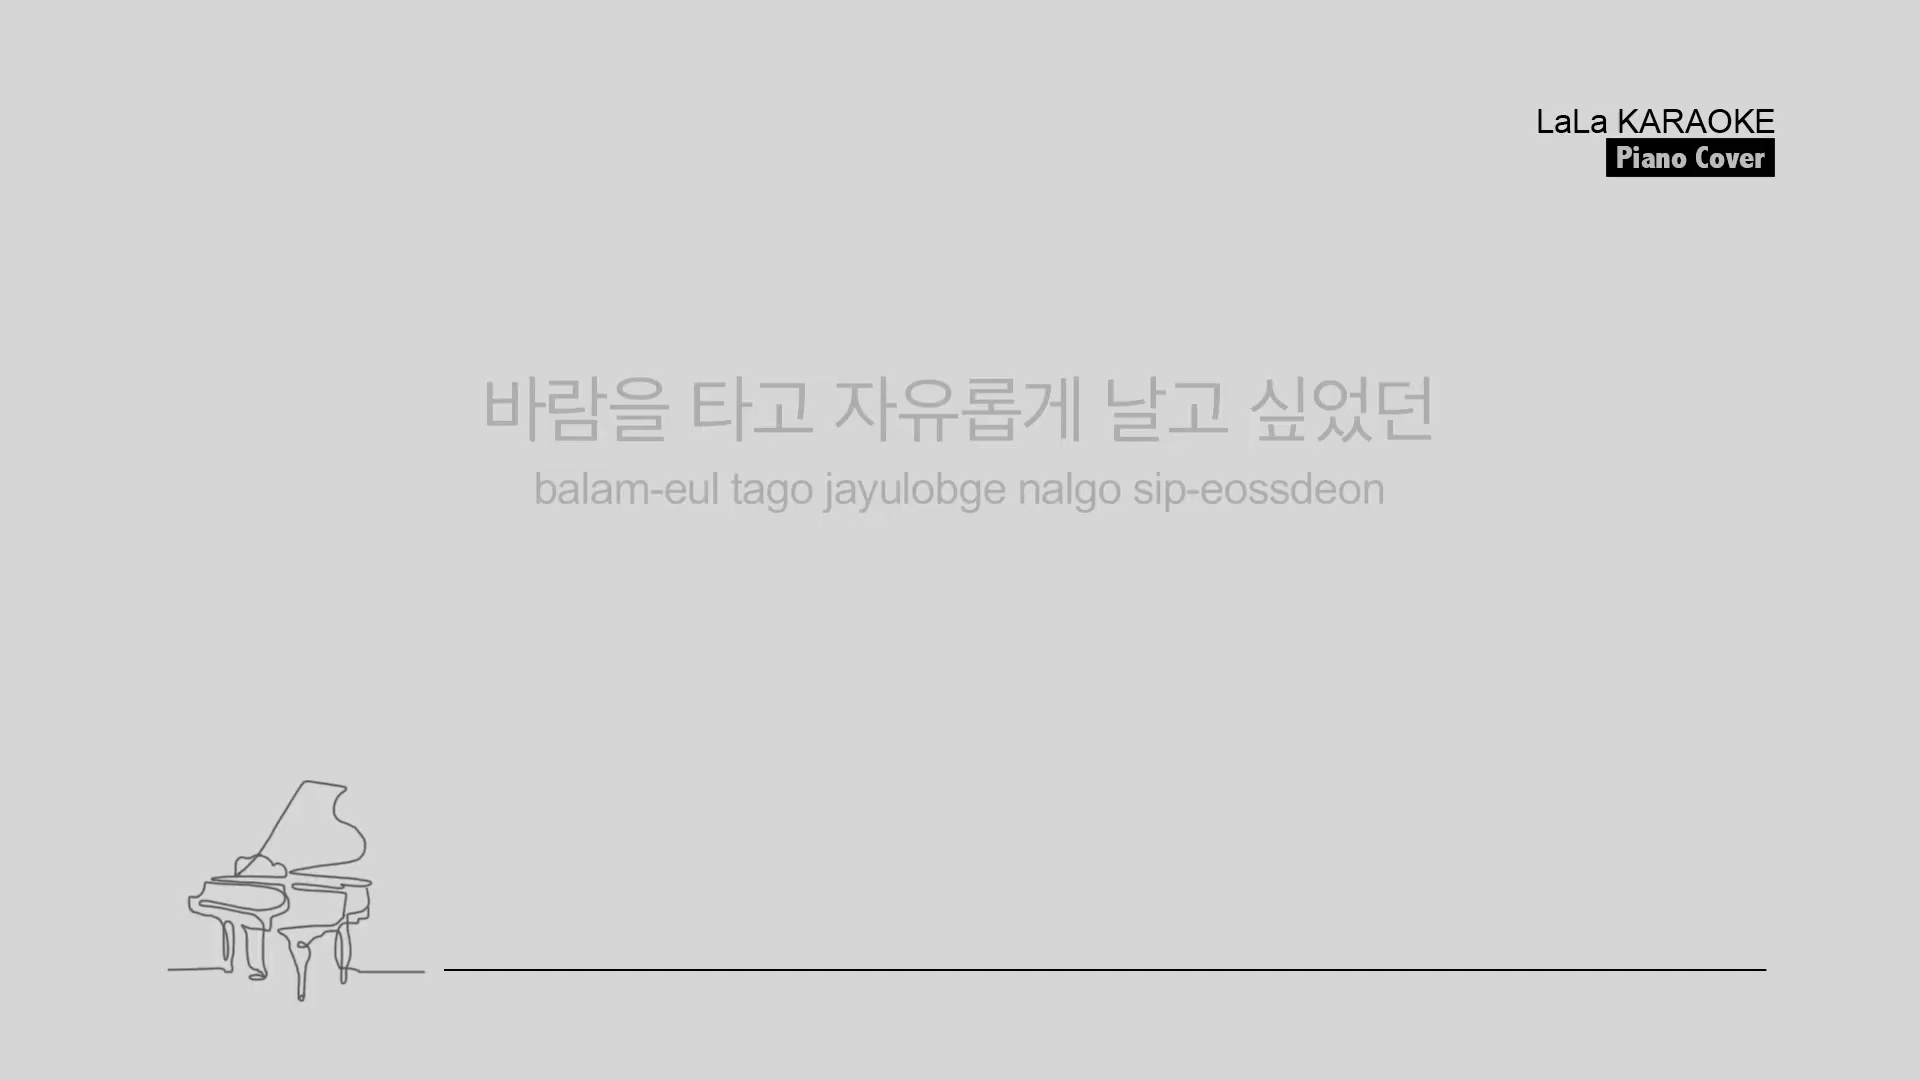 LaLa KARAOKE
Piano Cover
바람을 타고 자유롭게 날고 싶었던
balam-eul tago jayulobge nalgo sip-eossdeon